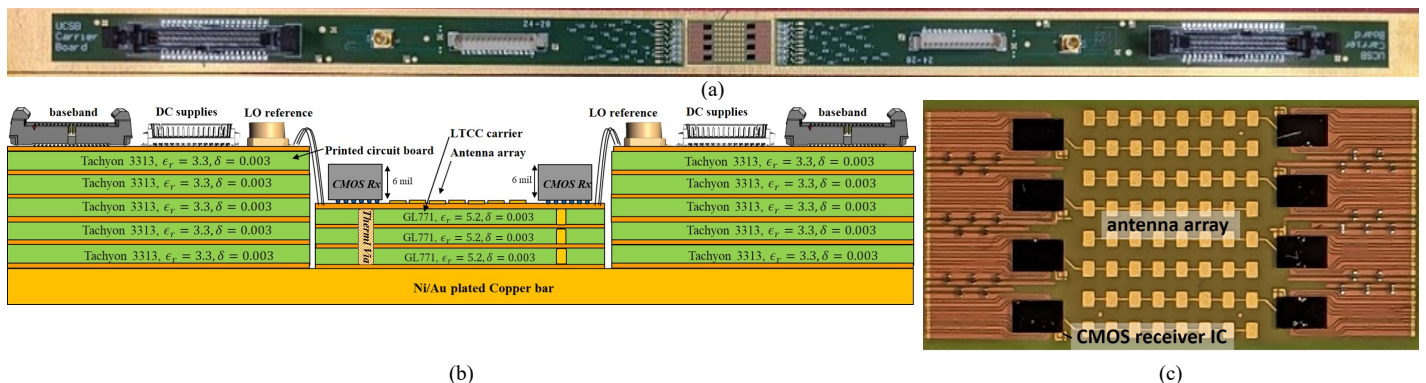 UCSB
Carrier
Board
24-20
24-20
UCSB
Carrier
Board
(a)
baseband
DC supplies
LO reference
LO reference
DC supplies
baseband
LTCC carrier
Antenna array
Printed circuit board
Tachyon 3313, ϵr = 3.3, δ = 0.003
Tachyon 3313, ϵr = 3.3, δ = 0.003
Tachyon 3313, ϵr = 3.3, δ = 0.003
Tachyon 3313, ϵr = 3.3, δ = 0.003
Tachyon 3313, ϵr = 3.3, δ = 0.003
CMOS Rx
6 mil
6 mil
CMOS Rx
Thermal Via
GL771, ϵr = 5.2, δ = 0.003
GL771, ϵr = 5.2, δ = 0.003
GL771, ϵr = 5.2, δ = 0.003
Tachyon 3313, ϵr = 3.3, δ = 0.003
Tachyon 3313, ϵr = 3.3, δ = 0.003
Tachyon 3313, ϵr = 3.3, δ = 0.003
Tachyon 3313, ϵr = 3.3, δ = 0.003
Tachyon 3313, ϵr = 3.3, δ = 0.003
Ni/Au plated Copper bar
(b)
antenna array
CMOS receiver IC
(c)